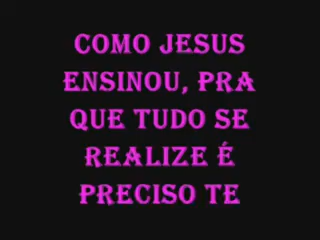 COMO JESUS
ENSINOU, PRA
QUE TUDO SE
REALIZE É
PRECISO TE